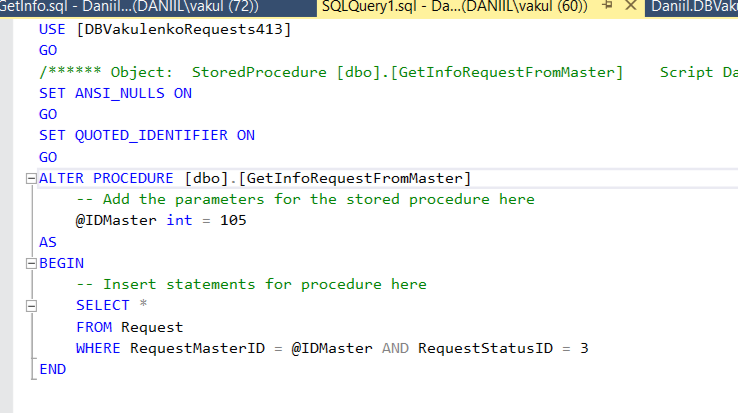 GetInfo.sql - Daniil...(DANIIL\vakul (72))
SQLQuery1.sql - Da...(DANIIL\vakul (60))
Daniil.DBVaku
USE [DBVakulenkoRequests413]
GO
/****** Object:  StoredProcedure [dbo].[GetInfoRequestFromMaster]    Script Da
SET ANSI_NULLS ON
GO
SET QUOTED_IDENTIFIER ON
GO
ALTER PROCEDURE [dbo].[GetInfoRequestFromMaster]
-- Add the parameters for the stored procedure here
@IDMaster int = 105
AS
BEGIN
-- Insert statements for procedure here
SELECT *
FROM Request
WHERE RequestMasterID = @IDMaster AND RequestStatusID = 3
END